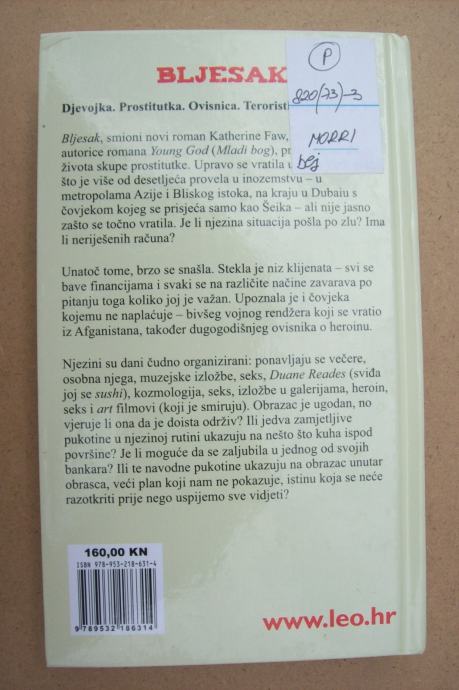 BLJESAK
P
820(73)-3
MORRI
bej
Djevojka. Prostitutka. Ovisnica. Terorist
Bljesak, smioni novi roman Katherine Faw,
autorice romana Young God (Mladi bog), pr
života skupe prostitutke. Upravo se vratila u
što je više od desetljeća provela u inozemstvu – u
metropolama Azije i Bliskog istoka, na kraju u Dubaiu s
čovjekom kojeg se prisjeća samo kao Šeika – ali nije jasno
zašto se točno vratila. Je li njezina situacija pošla po zlu? Ima
li neriješenih računa?
Unatoč tome, brzo se snašla. Stekla je niz klijenata – svi se
bave financijama i svaki se na različite načine zavarava po
pitanju toga koliko joj je važan. Upoznala je i čovjeka
kojemu ne naplaćuje – bivšeg vojnog rendžera koji se vratio
iz Afganistana, također dugogodišnjeg ovisnika o heroinu.
Njezini su dani čudno organizirani: ponavljaju se večere,
osobna njega, muzejske izložbe, seks, Duane Reades (sviđa
joj se sushi), kozmologija, seks, izložbe u galerijama, heroin,
seks i art filmovi (koji je smiruju). Obrazac je ugodan, no
vjeruje li ona da je doista održiv? Ili jedva zamjetljive
pukotine u njezinoj rutini ukazuju na nešto što kuha ispod
površine? Je li moguće da se zaljubila u jednog od svojih
bankara? Ili te navodne pukotine ukazuju na obrazac unutar
obrasca, veći plan koji nam ne pokazuje, istinu koja se neće
razotkriti prije nego uspijemo sve vidjeti?
160,00 KN
ISBN 978-953-218-631-4
9 789532 186314
www.leo.hr